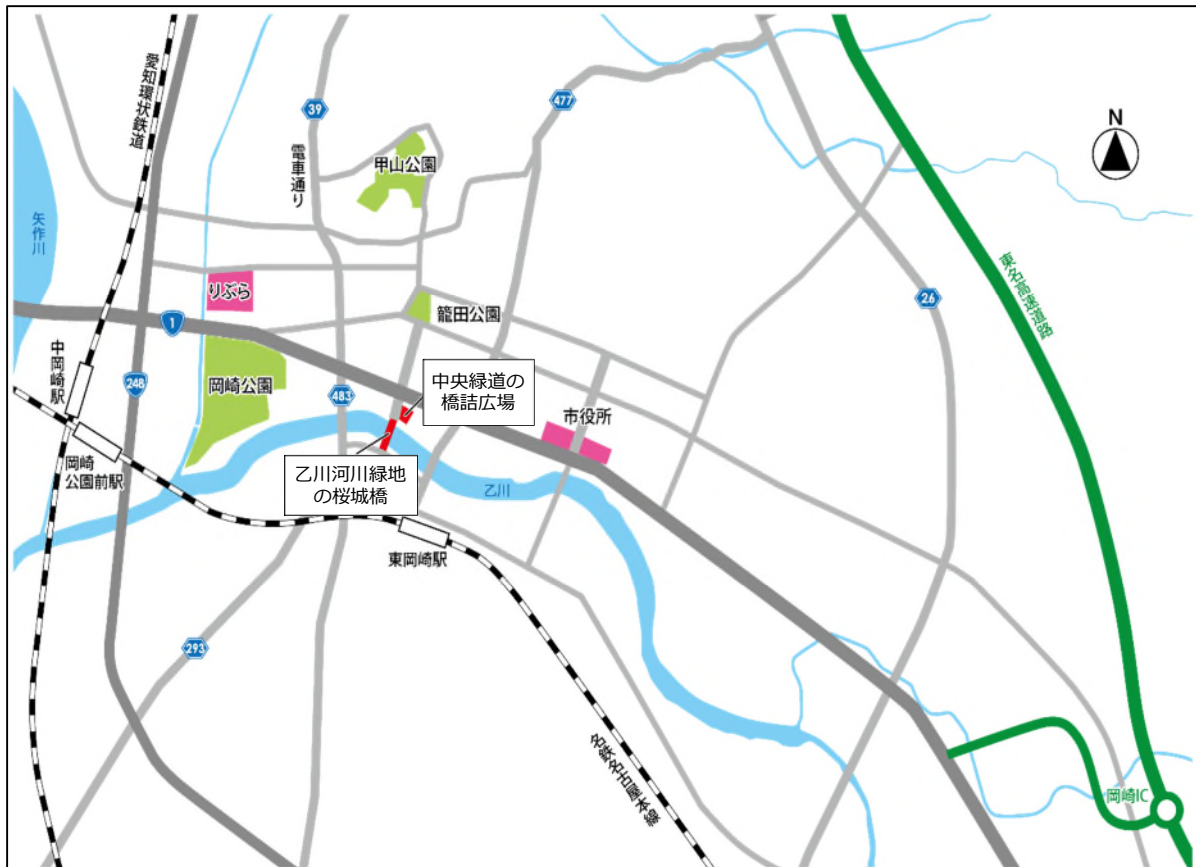 愛知環状鉄道
39
477
N
電車通り
甲山公園
矢作川
りぶら
籠田公園
東名高速道路
26
1
中岡崎駅
248
岡崎公園
483
中央緑道の
橋詰広場
市役所
岡崎
公園前駅
乙川河川緑地
の桜城橋
乙川
東岡崎駅
293
名鉄名古屋本線
岡崎IC